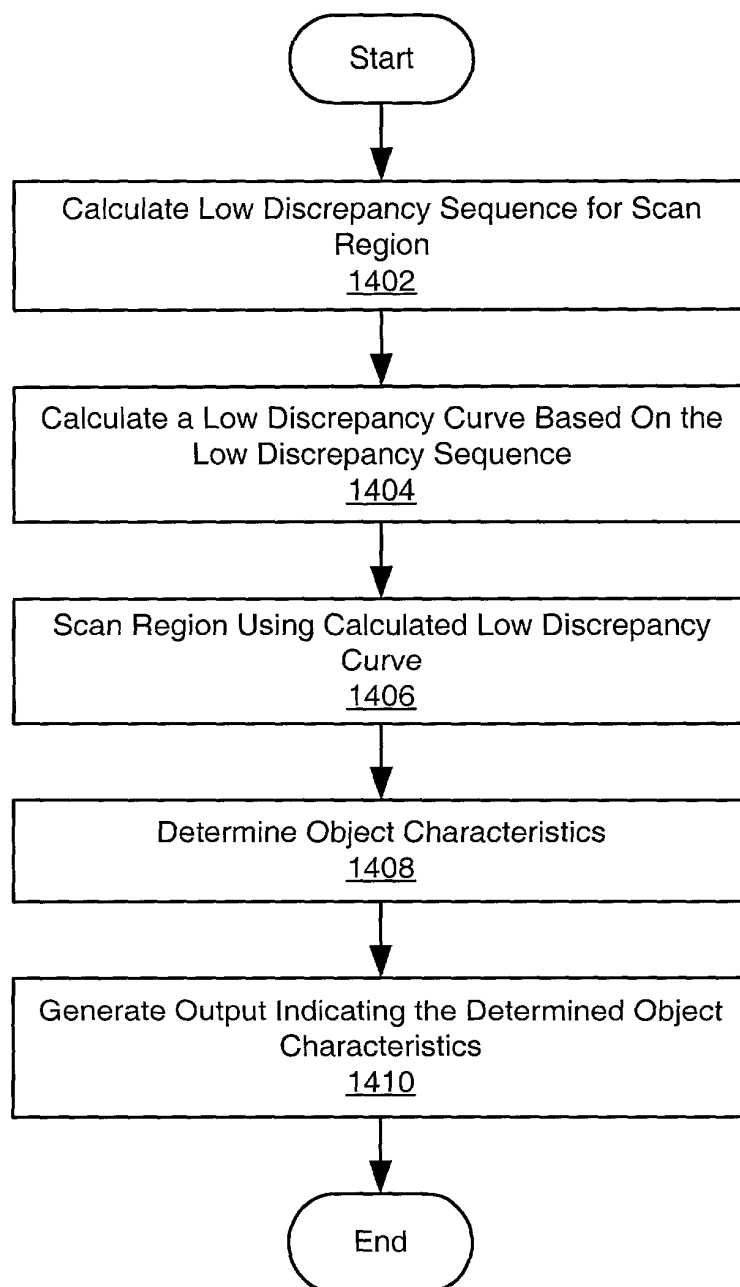 Start
Calculate Low Discrepancy Sequence for Scan
Region
1402
Calculate a Low Discrepancy Curve Based On the
Low Discrepancy Sequence
1404
Scan Region Using Calculated Low Discrepancy
Curve
1406
Determine Object Characteristics
1408
Generate Output Indicating the Determined Object
Characteristics
1410
End